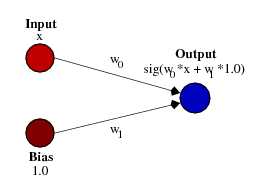 Input
x
w0
Output
sig(w0*x + w1*1.0)
w1
Bias
1.0